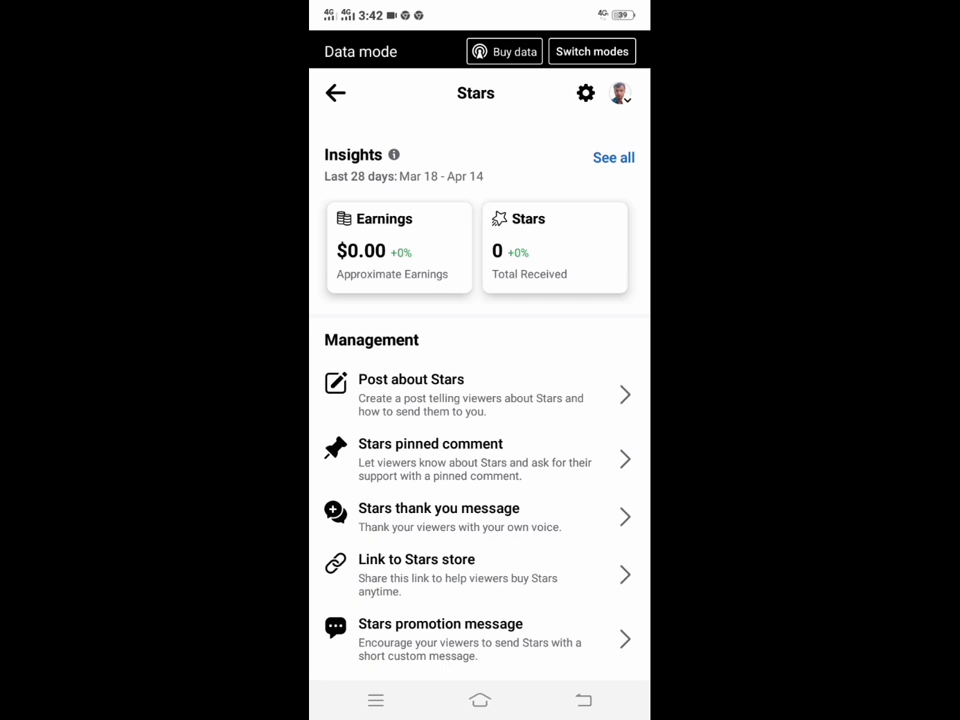 4G 4G 3:42 4G 39
Data mode Buy data Switch modes
Stars
Insights See all
Last 28 days: Mar 18 - Apr 14
Earnings Stars
$0.00 +0% 0 +0%
Approximate Earnings Total Received
Management
Post about Stars
Create a post telling viewers about Stars and
how to send them to you.
Stars pinned comment
Let viewers know about Stars and ask for their
support with a pinned comment.
Stars thank you message
Thank your viewers with your own voice.
Link to Stars store
Share this link to help viewers buy Stars
anytime.
Stars promotion message
Encourage your viewers to send Stars with a
short custom message.